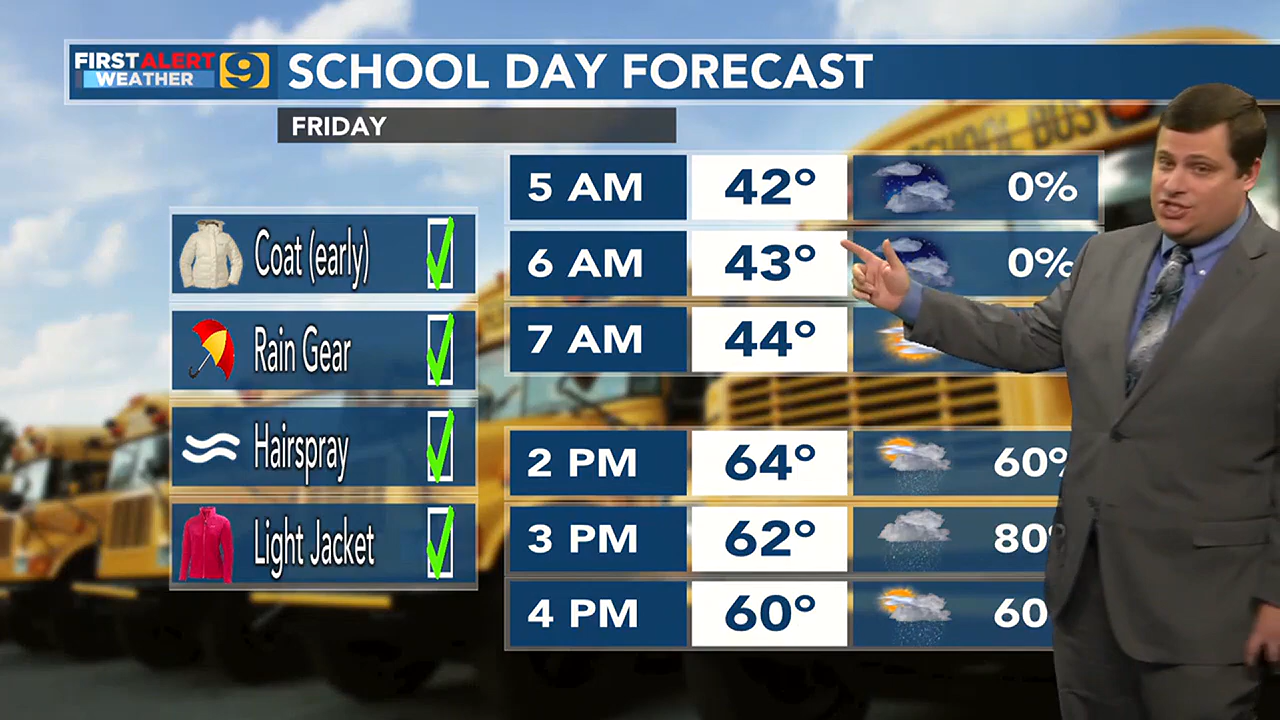 FIRST ALERT
WEATHER
9
SCHOOL DAY FORECAST
FRIDAY
SCHOOL BUS
Coat (early)
Rain Gear
Hairspray
Light Jacket
5 AM 42° 0%
6 AM 43° 0%
7 AM 44°
2 PM 64° 60%
3 PM 62° 80
4 PM 60° 60